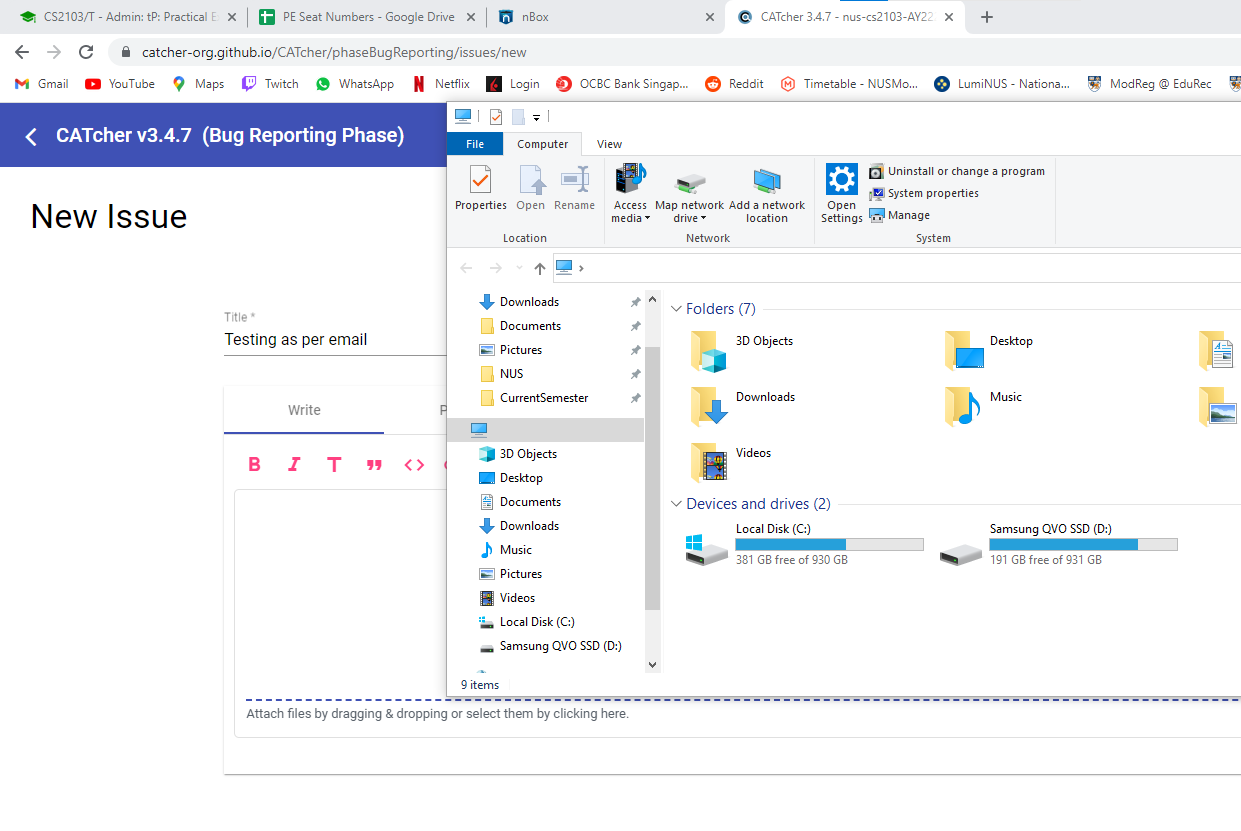 CS2103/T - Admin: tP: Practical E
PE Seat Numbers - Google Drive
nBox
CATcher 3.4.7 - nus-cs2103-AY22
catcher-org.github.io/CATcher/phaseBugReporting/issues/new
Gmail YouTube Maps Twitch WhatsApp Netflix Login OCBC Bank Singap... Reddit Timetable - NUSMo... LumiNUS - Nationa... ModReg @ EduRec
CATcher v3.4.7 (Bug Reporting Phase)
New Issue
Title *
Testing as per email
Write P
B I T
Attach files by dragging & dropping or select them by clicking here.
File Computer View
Properties
Open
Rename
Location
Access
media
Map network
drive
Add a network
location
Network
Open
Settings
Uninstall or change a program
System properties
Manage
System
Downloads
Documents
Pictures
NUS
CurrentSemester
3D Objects
Desktop
Documents
Downloads
Music
Pictures
Videos
Local Disk (C:)
Samsung QVO SSD (D:)
9 items
Folders (7)
3D Objects
Desktop
Downloads
Music
Videos
Devices and drives (2)
Local Disk (C:)
381 GB free of 930 GB
Samsung QVO SSD (D:)
191 GB free of 931 GB